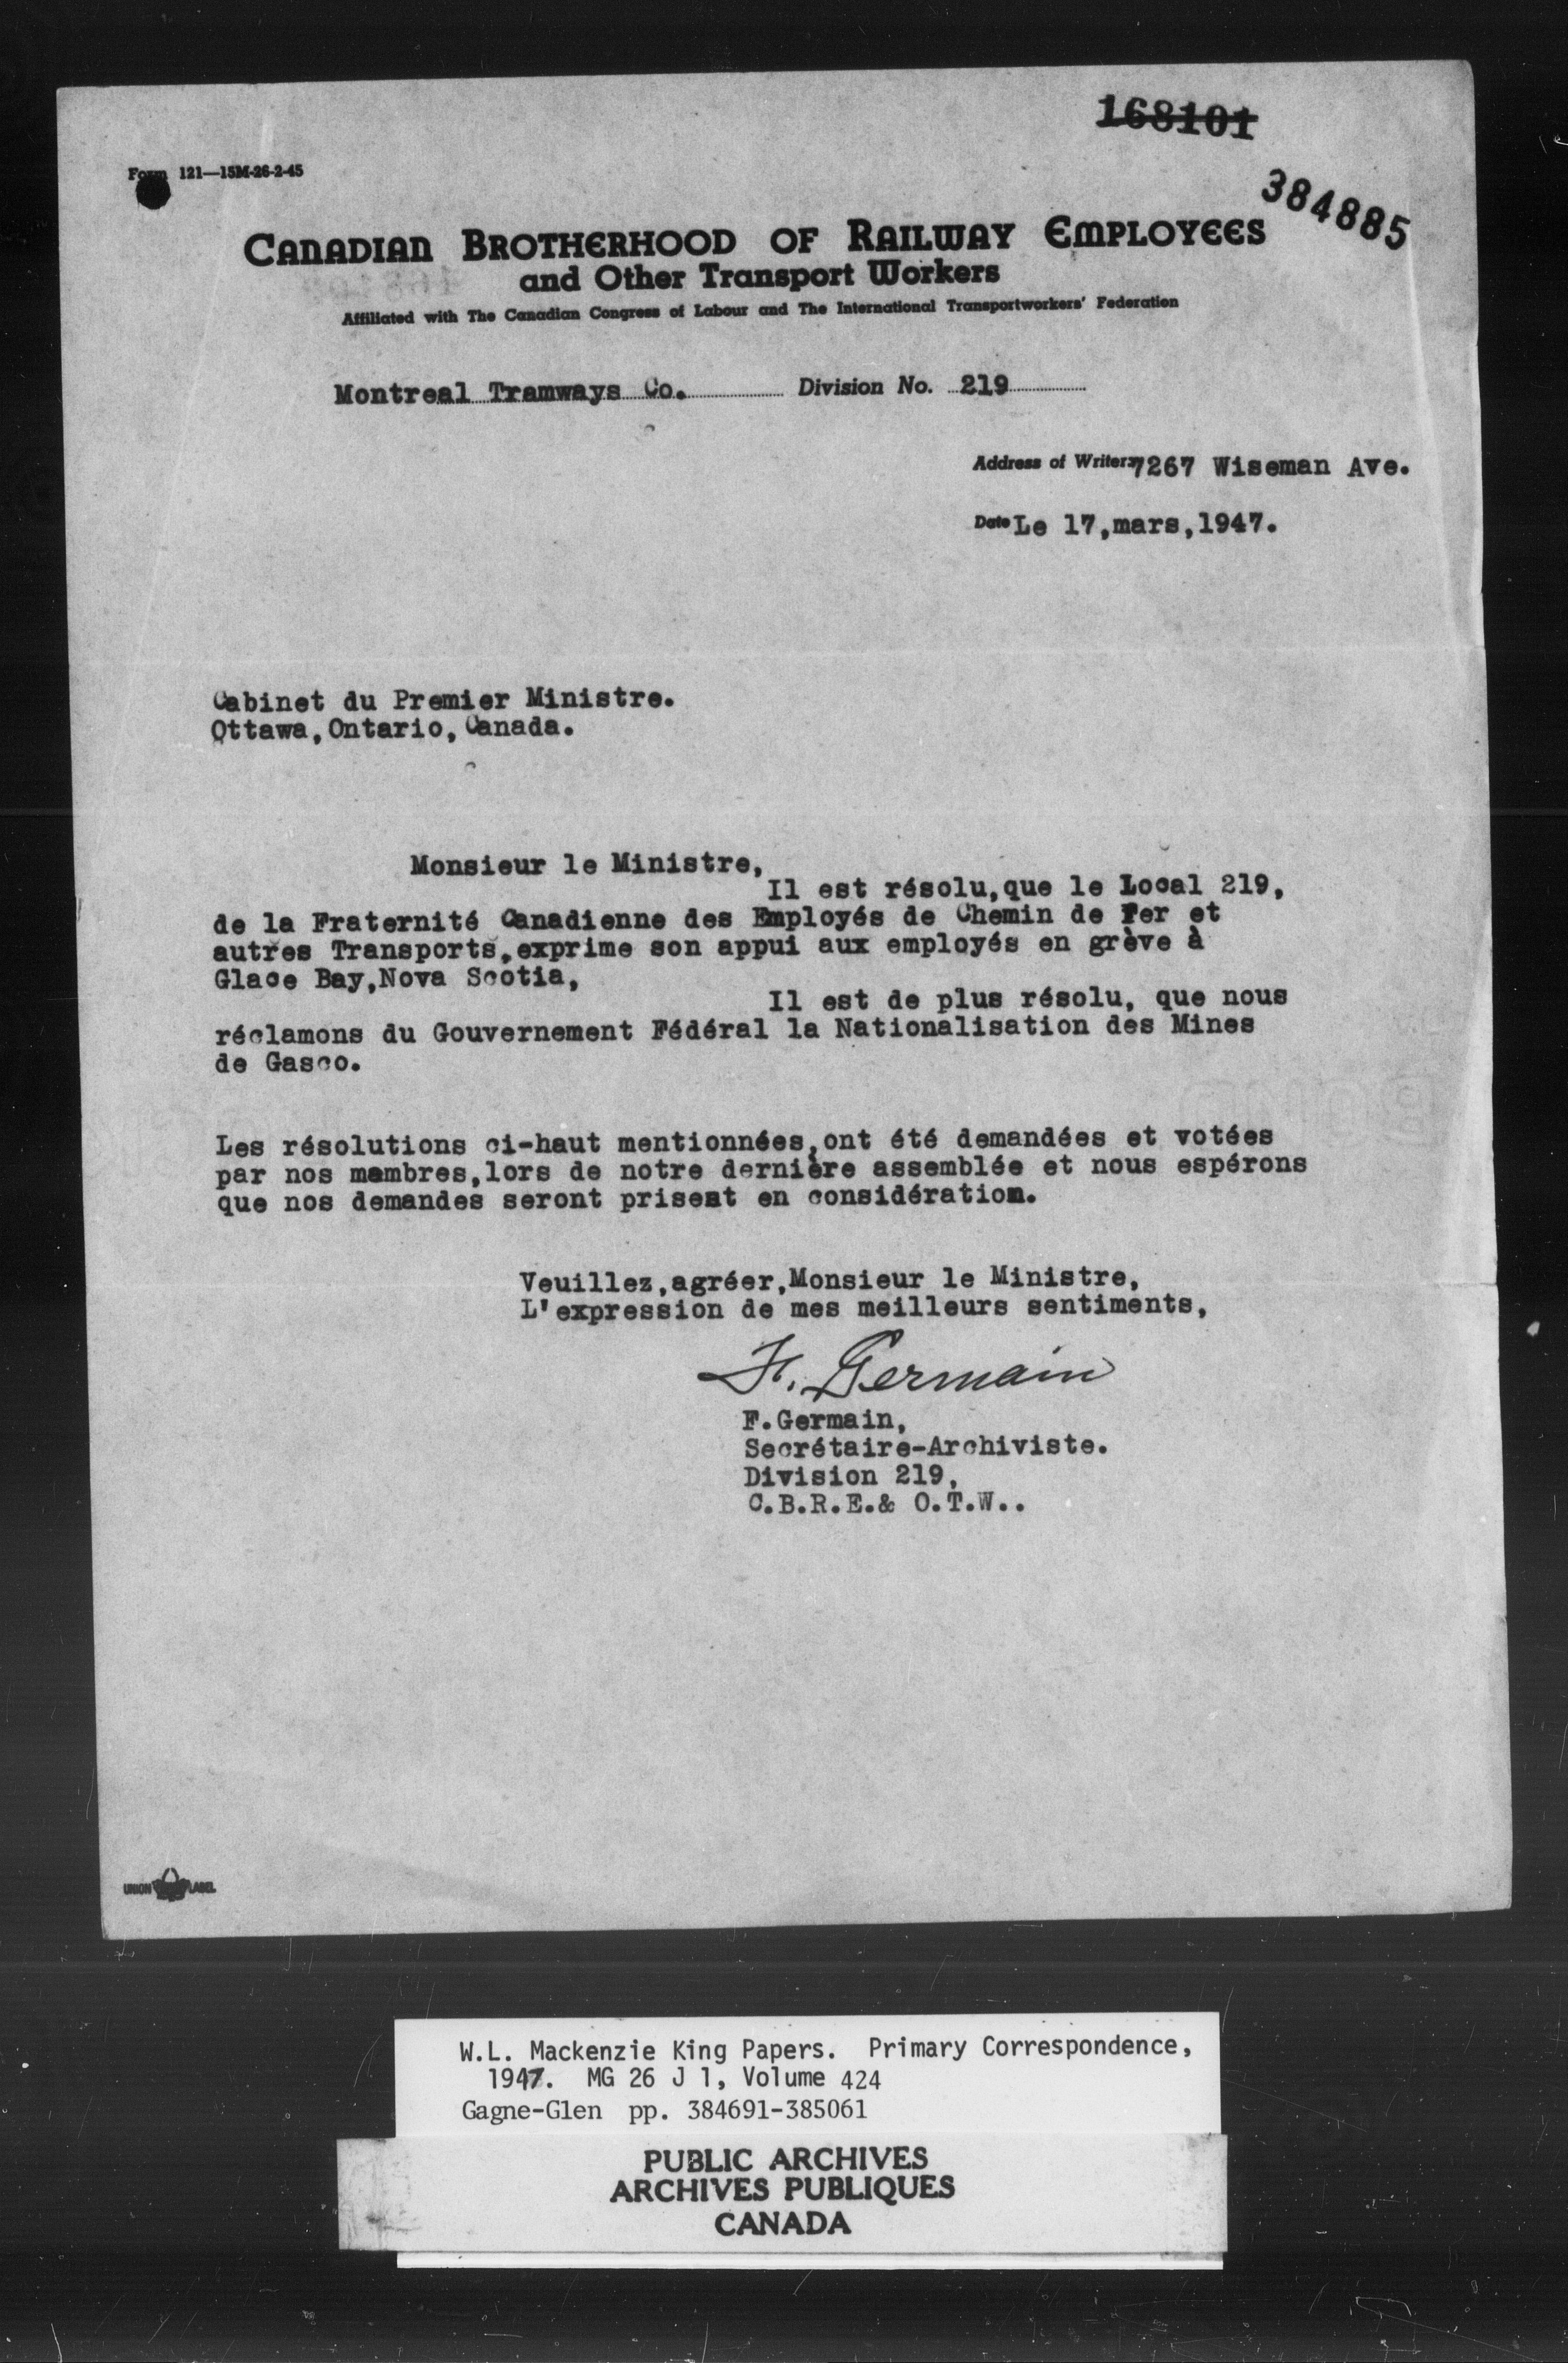 168101
384885
Form 121—15M-26-2-45
CANADIAN BROTHERHOOD OF RAILWAY EMPLOYEES
and Other Transport Workers
Affiliated with The Canadian Congress of Labour and The International Transportworkers' Federation
Montreal Tramways Co. Division No. 219
Address of Writer 7267 Wiseman Ave.
Date Le 17,mars,1947.
Cabinet du Premier Ministre.
Ottawa,Ontario,Canada.
Monsieur le Ministre,
Il est résolu,que le Local 219,
de la Fraternité Canadienne des Employés de Chemin de Fer et
autres Transports,exprime son appui aux employés en grève à
Glace Bay,Nova Scotia,
Il est de plus résolu, que nous
réclamons du Gouvernement Fédéral la Nationalisation des Mines
de Gasco.
Les résolutions ci-haut mentionnées,ont été demandées et votées
par nos membres,lors de notre dernière assemblée et nous espérons
que nos demandes seront prisent en considération.
Veuillez,agréer,Monsieur le Ministre,
L'expression de mes meilleurs sentiments,
F. Germain
F.Germain,
Secrétaire-Archiviste.
Division 219,
C.B.R.E.& O.T.W..
UNION LABEL
W.L. Mackenzie King Papers. Primary Correspondence,
1947. MG 26 J 1, Volume 424
Gagne-Glen pp. 384691-385061
PUBLIC ARCHIVES
ARCHIVES PUBLIQUES
CANADA